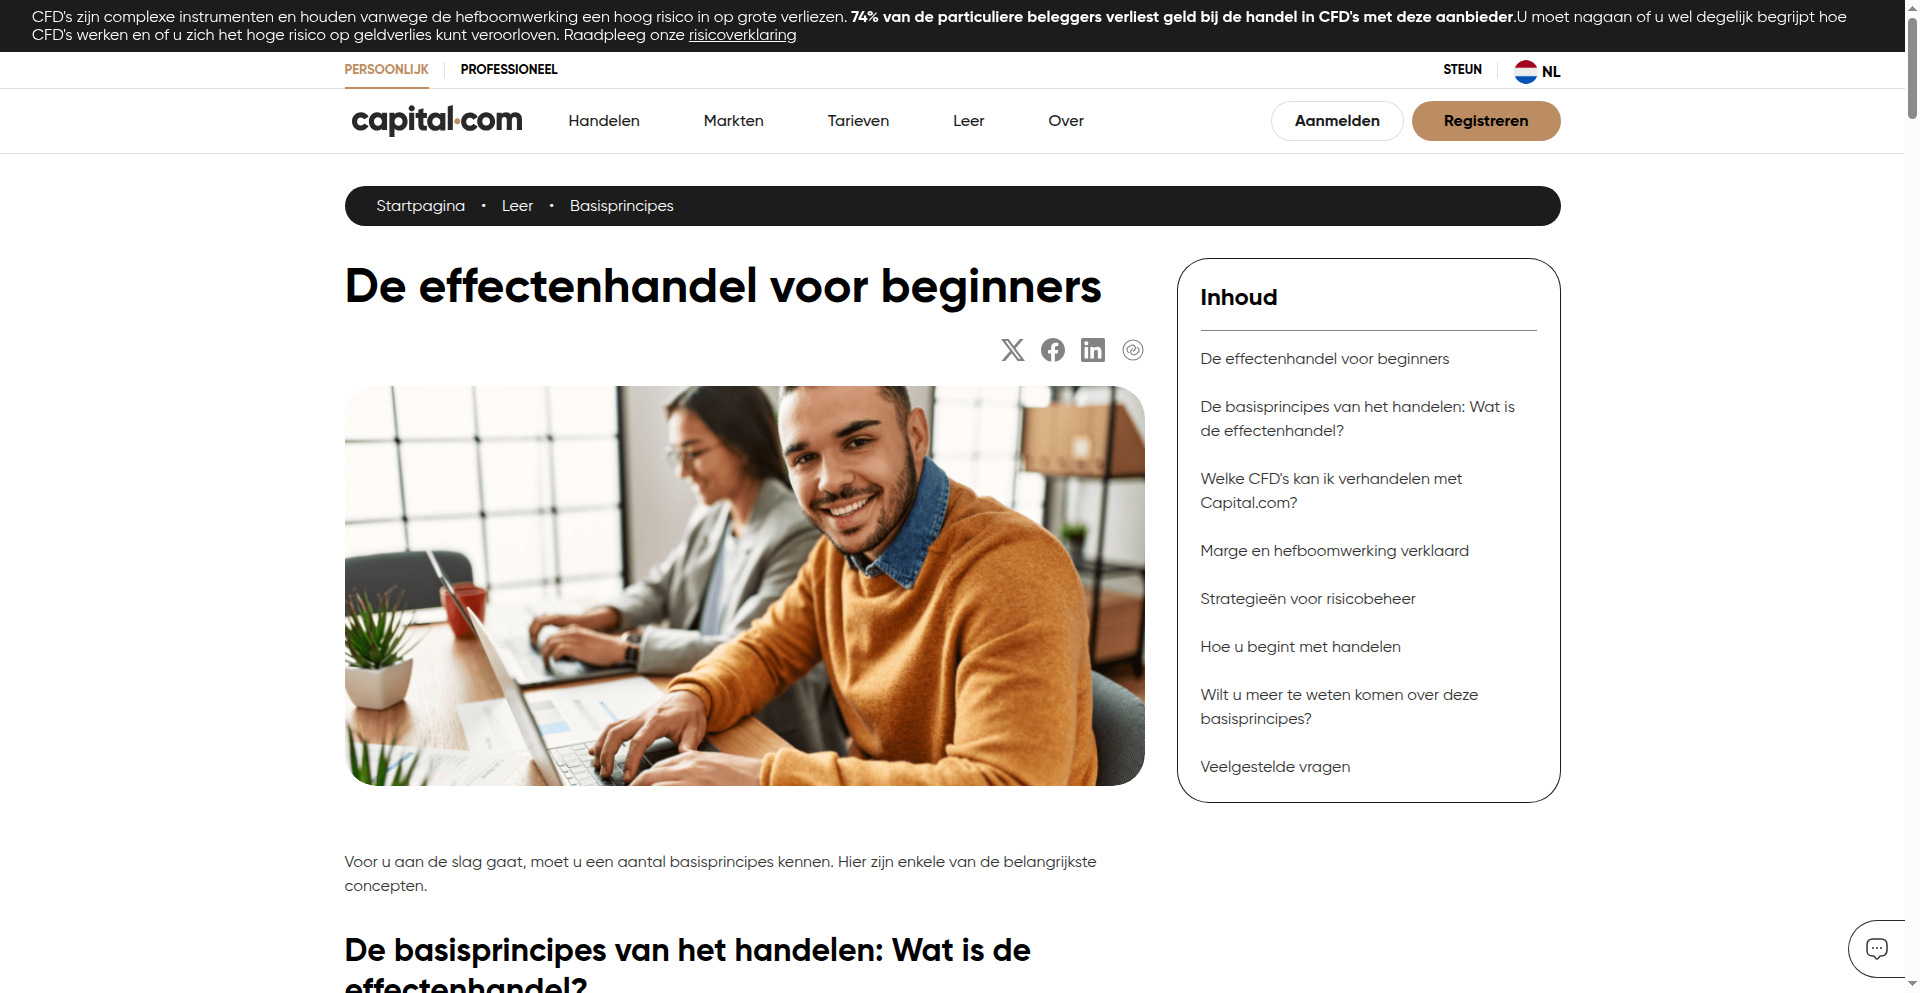 CFD's zijn complexe instrumenten en houden vanwege de hefboomwerking een hoog risico in op grote verliezen. 74% van de particuliere beleggers verliest geld bij de handel in CFD's met deze aanbieder.U moet nagaan of u wel degelijk begrijpt hoe
CFD's werken en of u zich het hoge risico op geldverlies kunt veroorloven. Raadpleeg onze risicoverklaring
PERSOONLIJK
PROFESSIONEEL
STEUN
NL
capital.com
Handelen
Markten
Tarieven
Leer
Over
Aanmelden
Registreren
Startpagina • Leer • Basisprincipes
De effectenhandel voor beginners
Inhoud
De effectenhandel voor beginners
De basisprincipes van het handelen: Wat is
de effectenhandel?
Welke CFD's kan ik verhandelen met
Capital.com?
Marge en hefboomwerking verklaard
Strategieën voor risicobeheer
Hoe u begint met handelen
Wilt u meer te weten komen over deze
basisprincipes?
Veelgestelde vragen
Voor u aan de slag gaat, moet u een aantal basisprincipes kennen. Hier zijn enkele van de belangrijkste
concepten.
De basisprincipes van het handelen: Wat is de
effectenhandel?